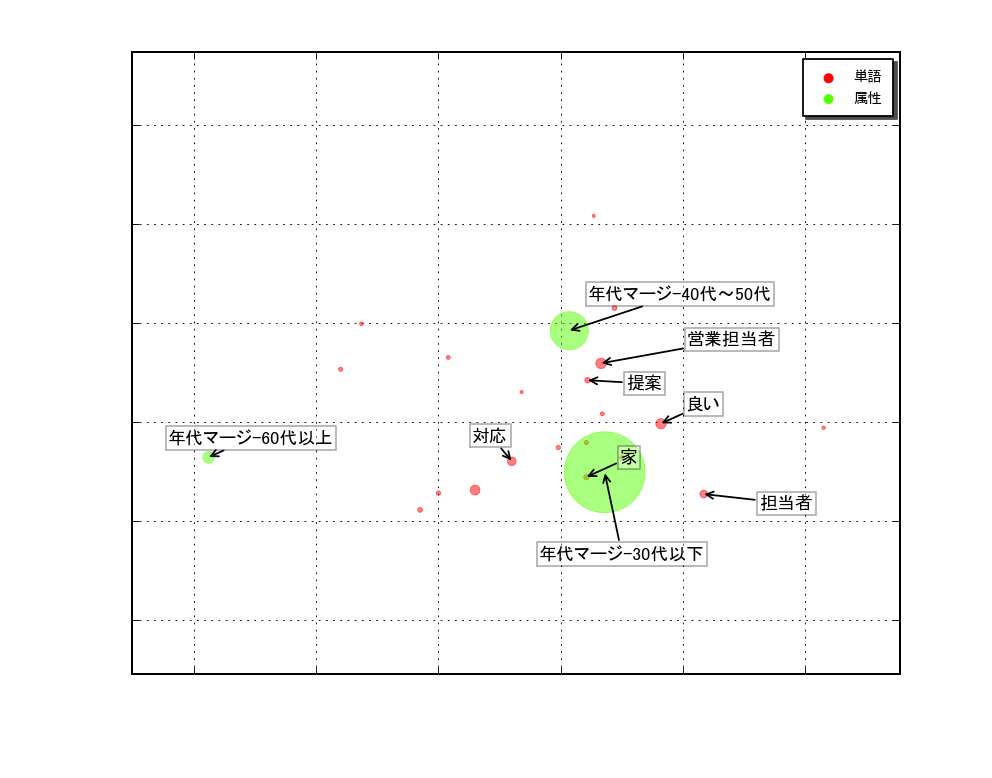 単語
属性
年代マージ-40代～50代
営業担当者
提案
良い
対応
年代マージ-60代以上
家
担当者
年代マージ-30代以下